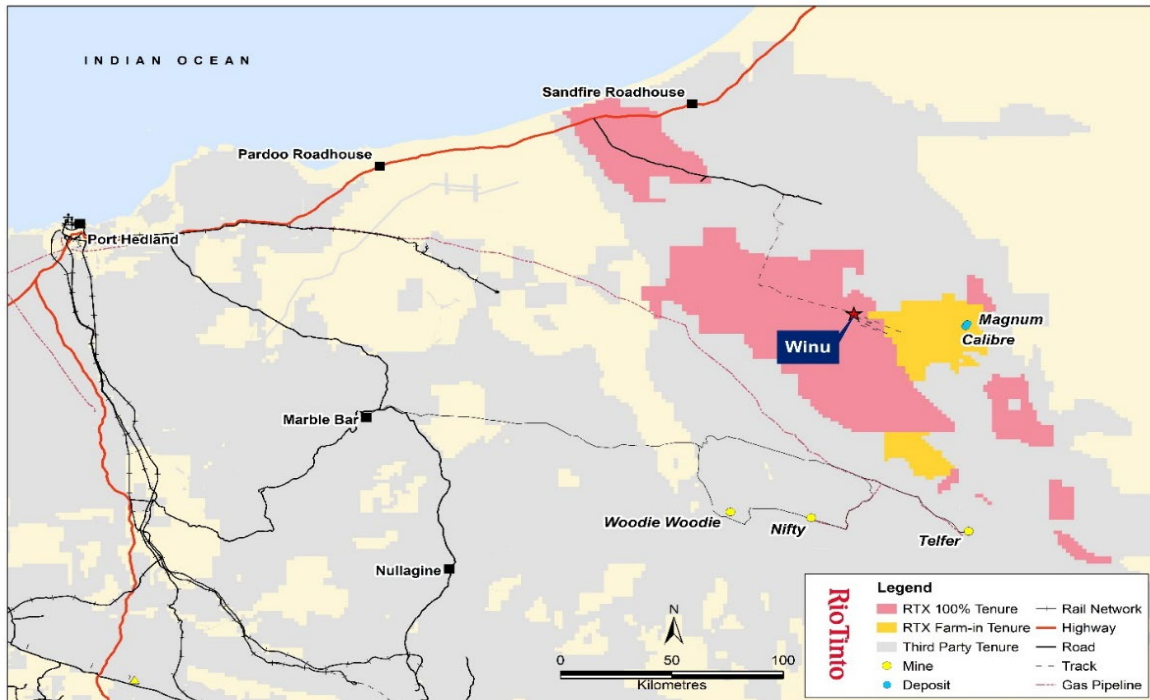 INDIAN OCEAN
Sandfire Roadhouse
Pardoo Roadhouse
Port Hedland
Magnum
Calibre
Winu
Marble Bar
Woodie Woodie
Nifty
Telfer
Nullagine
N
0 50 100
Kilometres
RioTinto
Legend
RTX 100% Tenure
RTX Farm-in Tenure
Third Party Tenure
Mine
Deposit
Rail Network
Highway
Road
Track
Gas Pipeline